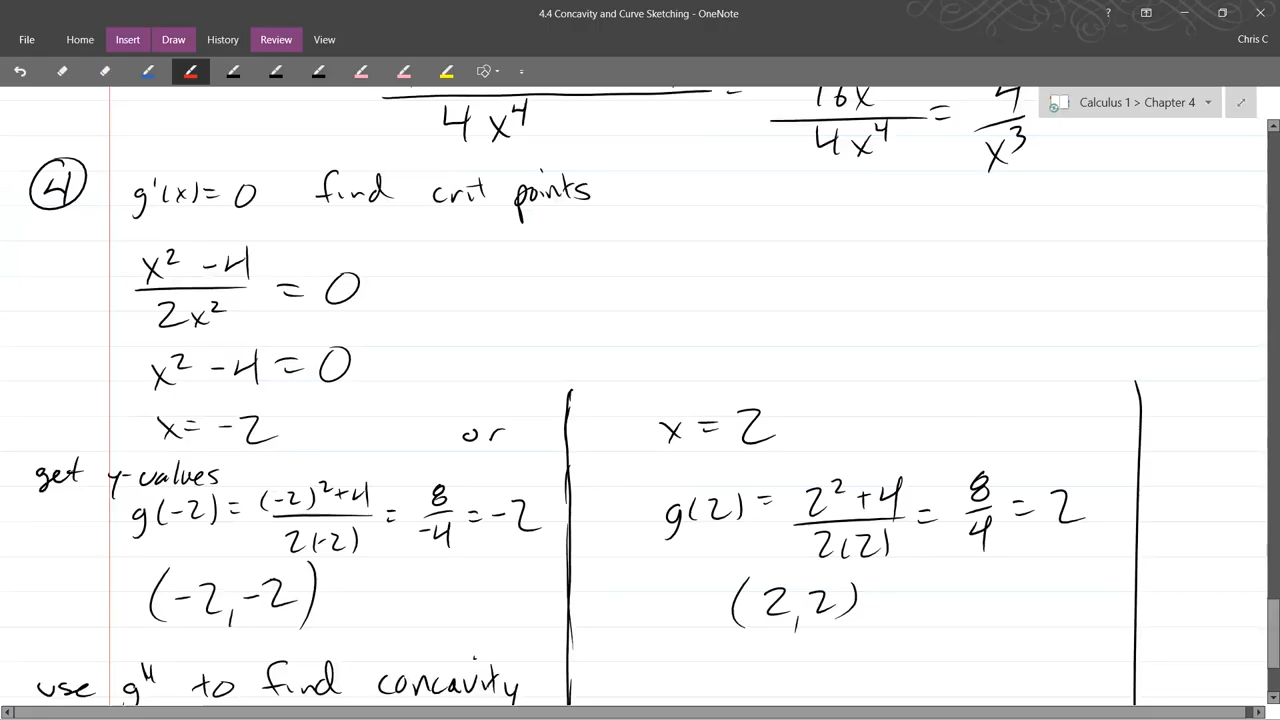 4.4 Concavity and Curve Sketching - OneNote
File Home Insert Draw History Review View Chris C
Calculus 1 > Chapter 4
4x⁴ = 16x / 4x⁴ = 4 / x³
④ g'(x)=0 find crit points
x² -4 / 2x² = 0
x² -4 = 0
x = -2 or x = 2
get y-values
g(-2) = (-2)²+4 / 2(-2) = 8 / -4 = -2
g(2) = 2²+4 / 2(2) = 8 / 4 = 2
(-2, -2)
(2, 2)
use g" to find concavity